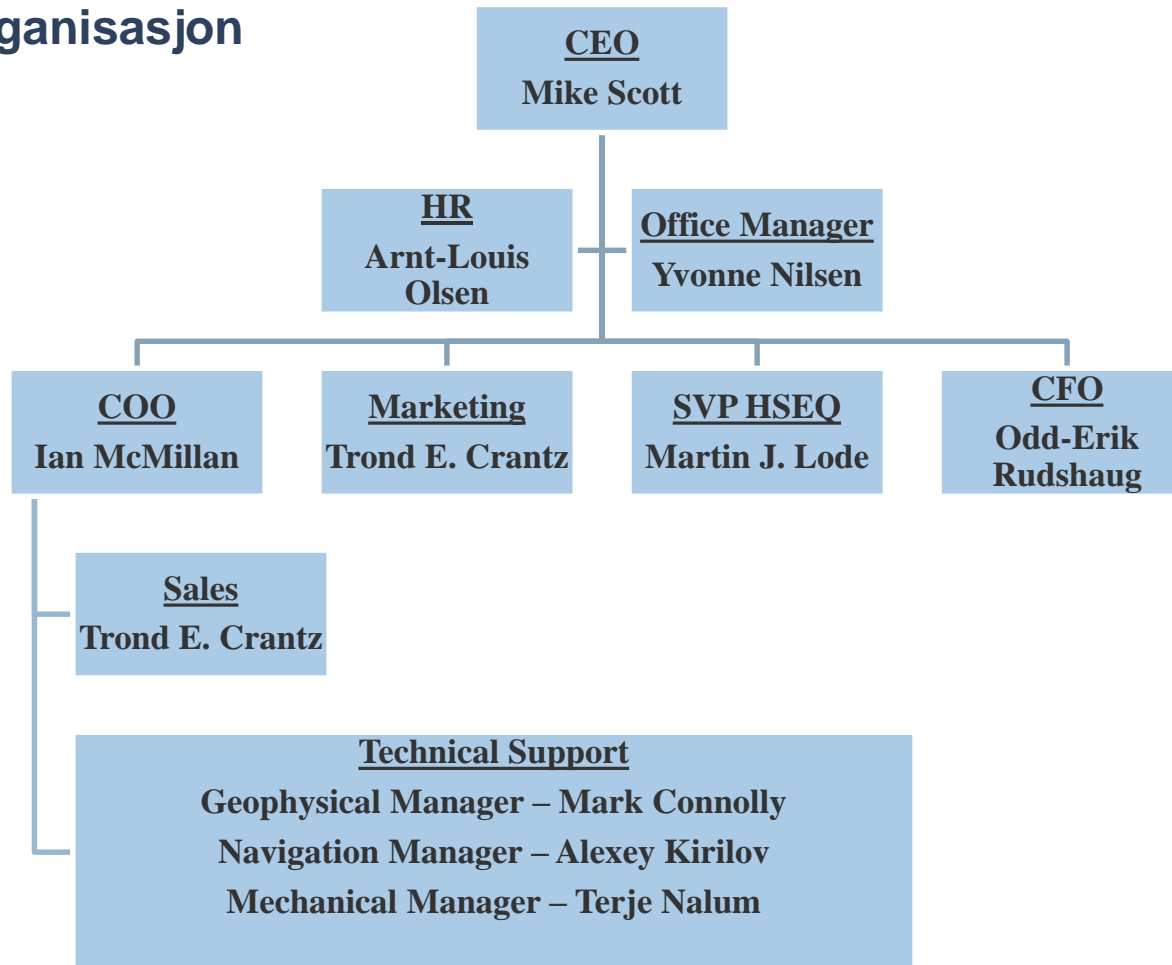 ganisasjon
CEO
Mike Scott
HR
Arnt-Louis
Olsen
Office Manager
Yvonne Nilsen
COO
Ian McMillan
Marketing
Trond E. Crantz
SVP HSEQ
Martin J. Lode
CFO
Odd-Erik
Rudshaug
Sales
Trond E. Crantz
Technical Support
Geophysical Manager – Mark Connolly
Navigation Manager – Alexey Kirilov
Mechanical Manager – Terje Nalum